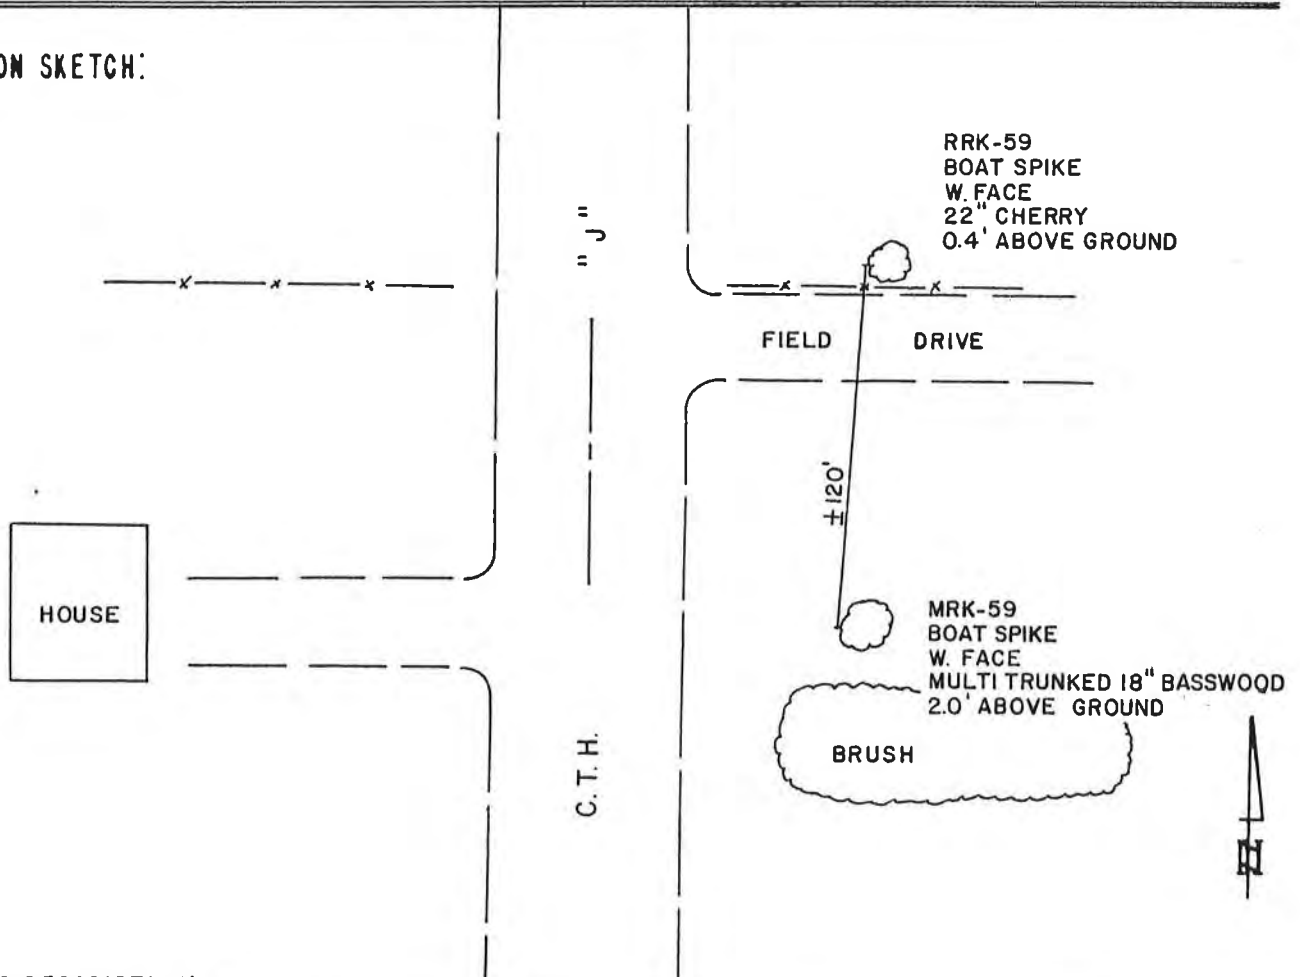 ON SKETCH:
RRK-59
BOAT SPIKE
W. FACE
22" CHERRY
0.4' ABOVE GROUND
"J"
FIELD DRIVE
±120'
HOUSE
MRK-59
BOAT SPIKE
W. FACE
MULTI TRUNKED 18" BASSWOOD
2.0' ABOVE GROUND
BRUSH
C.T.H.
N